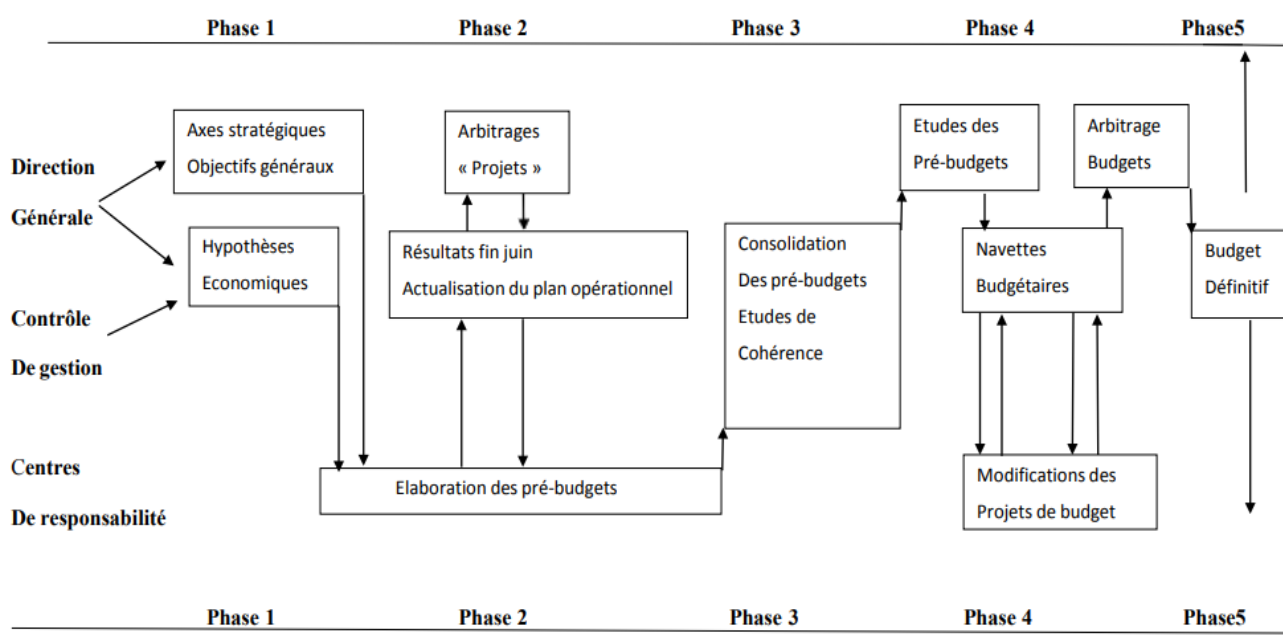 Phase 1
Phase 2
Phase 3
Phase 4
Phase5
Direction
Générale
Contrôle
De gestion
Centres
De responsabilité
Axes stratégiques
Objectifs généraux
Hypothèses
Economiques
Arbitrages
« Projets »
Résultats fin juin
Actualisation du plan opérationnel
Elaboration des pré-budgets
Consolidation
Des pré-budgets
Etudes de
Cohérence
Etudes des
Pré-budgets
Navettes
Budgétaires
Modifications des
Projets de budget
Arbitrage
Budgets
Budget
Définitif
Phase 1
Phase 2
Phase 3
Phase 4
Phase5